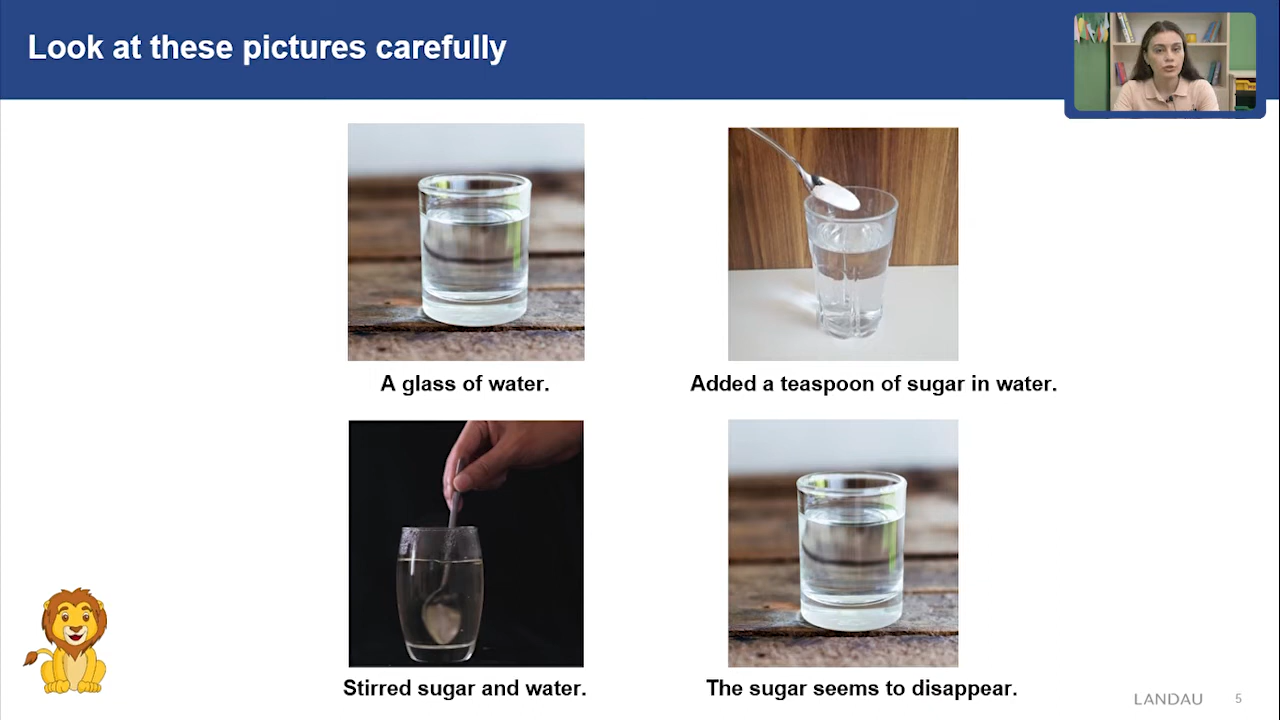 Look at these pictures carefully
A glass of water.
Added a teaspoon of sugar in water.
Stirred sugar and water.
The sugar seems to disappear.
LANDAU
5